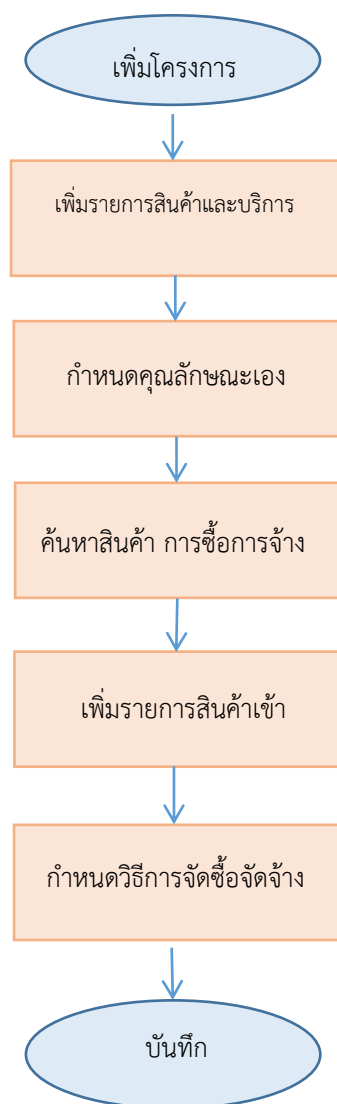 เพิ่มโครงการ
เพิ่มรายการสินค้าและบริการ
กำหนดคุณลักษณะเอง
ค้นหาสินค้า การซื้อการจ้าง
เพิ่มรายการสินค้าเข้า
กำหนดวิธีการจัดซื้อจัดจ้าง
บันทึก